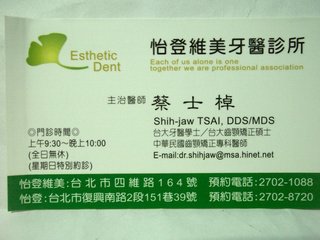 Esthetic
Dent
怡登維美牙醫診所
Each of us alone is one
together we are professional association
主治醫師 蔡士棹
Shih-jaw TSAI, DDS/MDS
台大牙醫學士／台大齒顎矯正碩士
中華民國齒顎矯正專科醫師
E-mail:dr.shihjaw@msa.hinet.net
◎門診時間◎
上午9:30~晚上10:00
(全日無休)
(星期日特別約診)
怡登維美:台北市四維路164號 預約電話:2702-1088
怡登:台北市復興南路2段151巷39號 預約電話:2702-8720